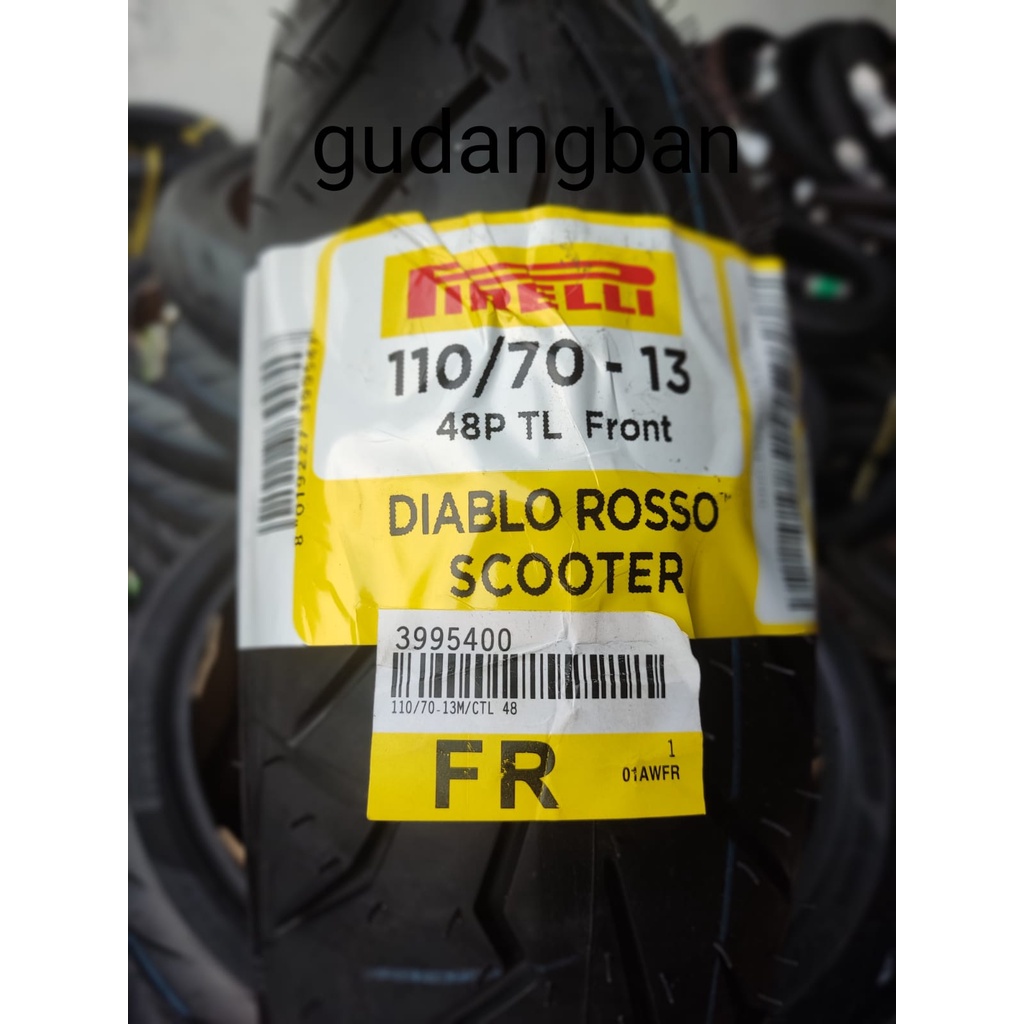 gudangban
PIRELLI
110/70 - 13
48P TL Front
DIABLO ROSSO™
SCOOTER
3995400
110/70-13M/CTL 48
FR
1
01AWFR